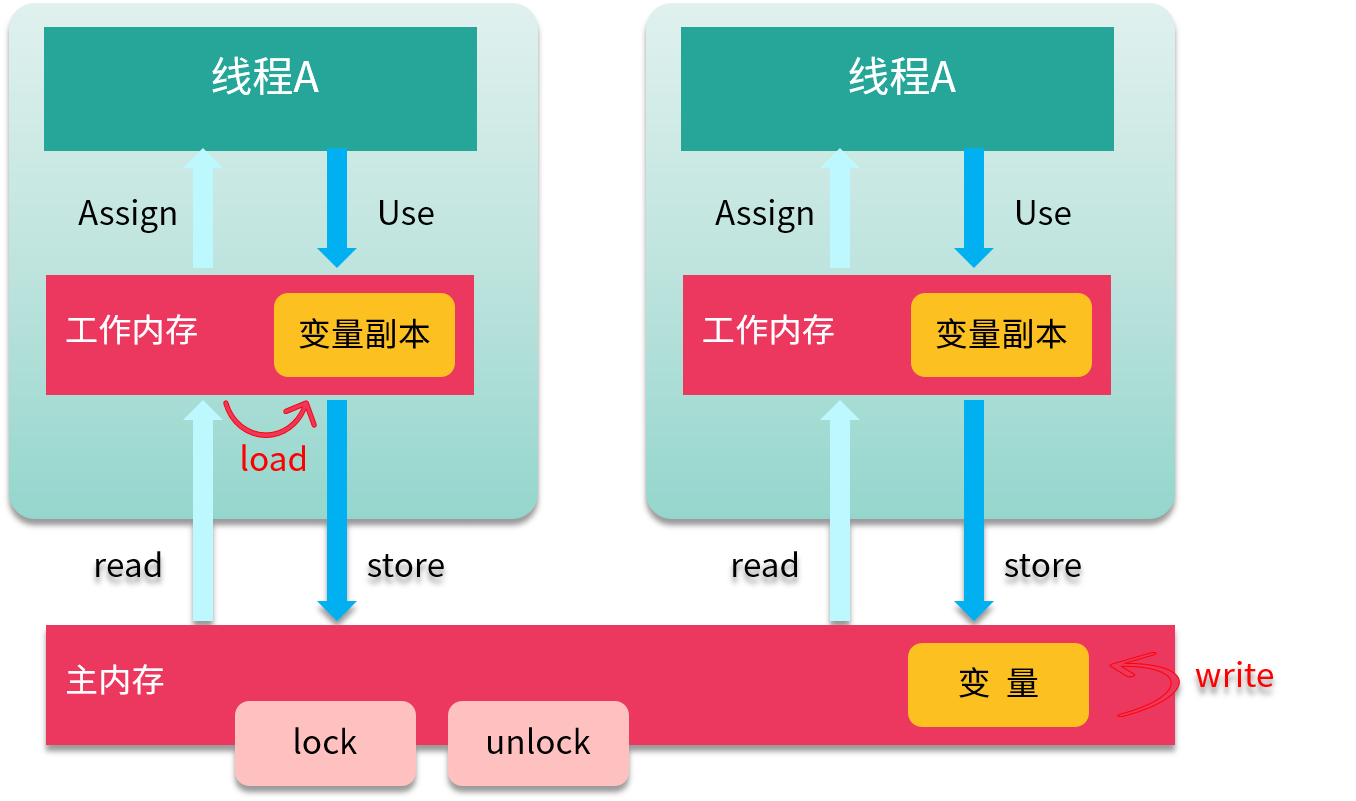 线程A
Assign
Use
工作内存
变量副本
load
read
store
线程A
Assign
Use
工作内存
变量副本
read
store
主内存
变 量
write
lock
unlock